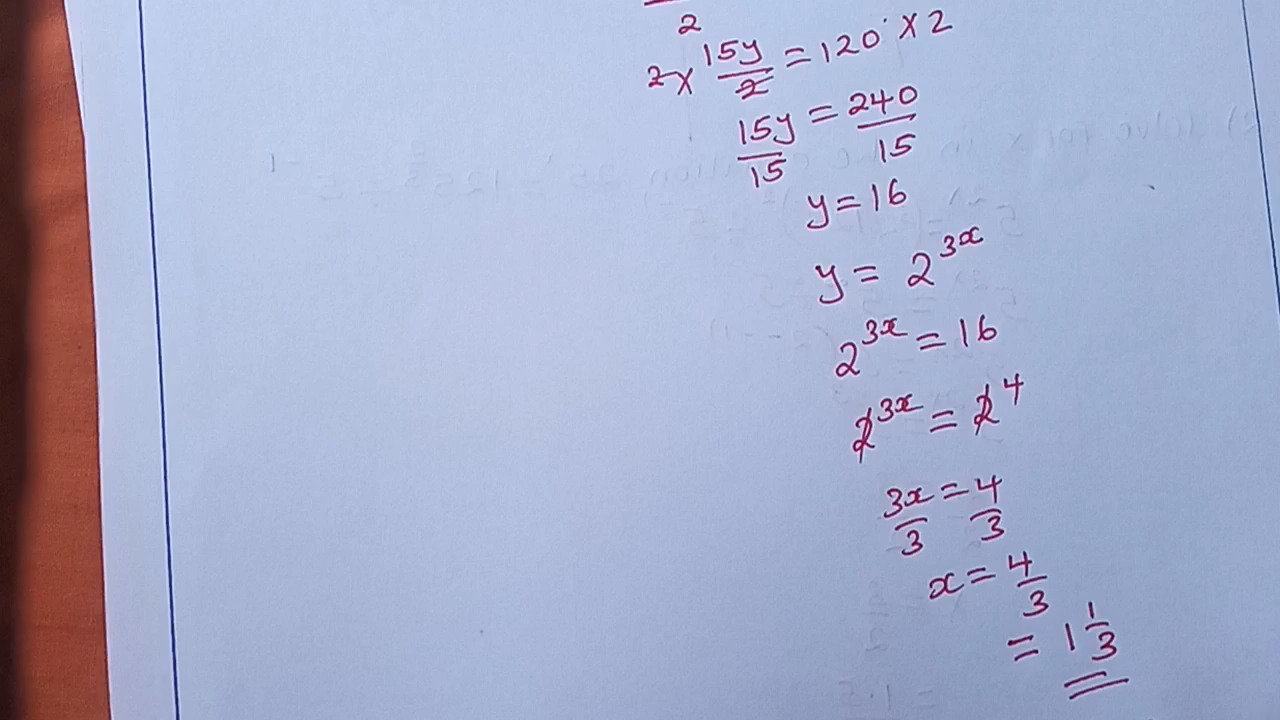 2
2 × 15y/2 = 120 × 2
15y/15 = 240/15
y = 16
y = 2^3x
2^3x = 16
2^3x = 2^4
3x/3 = 4/3
x = 4/3
= 1 1/3